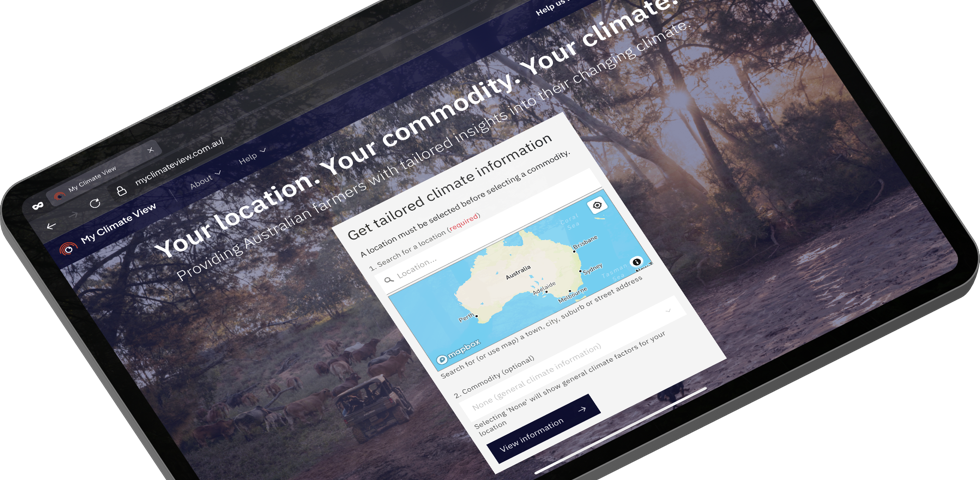 My Climate View
myclimateview.com.au/
My Climate View
About
Help
Help us
Your location. Your commodity. Your climate.
Providing Australian farmers with tailored insights into their changing climate.
Get tailored climate information
A location must be selected before selecting a commodity.
1. Search for a location (required)
Location...
Australia
Brisbane
Sydney
Adelaide
Melbourne
Perth
Coral
Sea
Tasman
mapbox
Search for (or use map) a town, city, suburb or street address
2. Commodity (optional)
None (general climate information)
Selecting 'None' will show general climate factors for your
location
View information